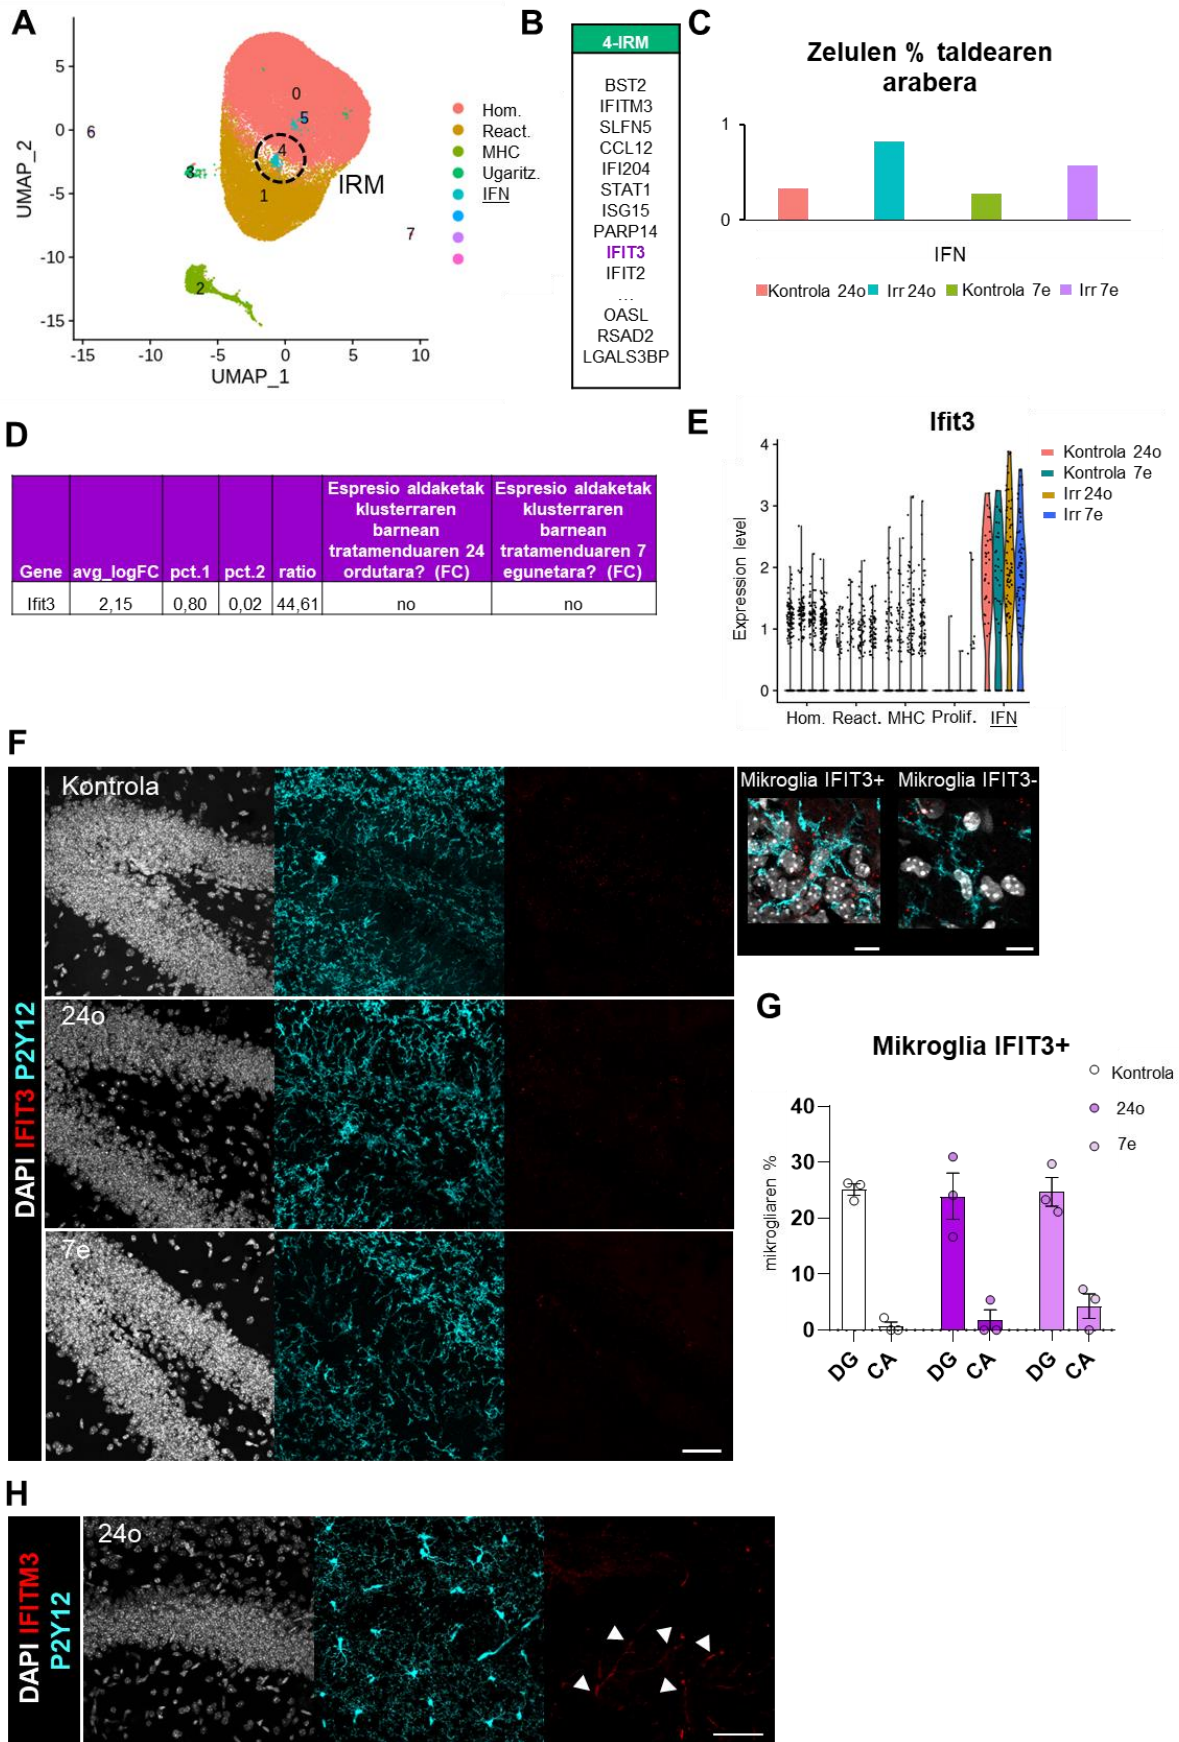 A
5
0
-5
-10
-15
UMAP_2
-15 -10 -5 0 5 10
UMAP_1
0
5
6
4
3
1
IRM
7
2
Hom.
React.
MHC
Ugaritz.
IFN
B
4-IRM
BST2
IFITM3
SLFN5
CCL12
IFI204
STAT1
ISG15
PARP14
IFIT3
IFIT2
...
OASL
RSAD2
LGALS3BP
C
Zelulen % taldearen
arabera
1
0
IFN
Kontrola 24o Irr 24o Kontrola 7e Irr 7e
D
Gene avg_logFC pct.1 pct.2 ratio
Espresio aldaketak
klusterraren
barnean
tratamenduaren 24
ordutara? (FC)
Espresio aldaketak
klusterraren
barnean
tratamenduaren 7
egunetara? (FC)
Ifit3 2,15 0,80 0,02 44,61 no no
E
Ifit3
Expression level
4
3
2
1
0
Hom. React. MHC Prolif. IFN
Kontrola 24o
Kontrola 7e
Irr 24o
Irr 7e
F
DAPI IFIT3 P2Y12
Kontrola
24o
7e
Mikroglia IFIT3+ Mikroglia IFIT3-
G
Mikroglia IFIT3+
Kontrola
24o
7e
mikrogliaren %
40
30
20
10
0
DG CA DG CA DG CA
H
DAPI IFITM3
P2Y12
24o